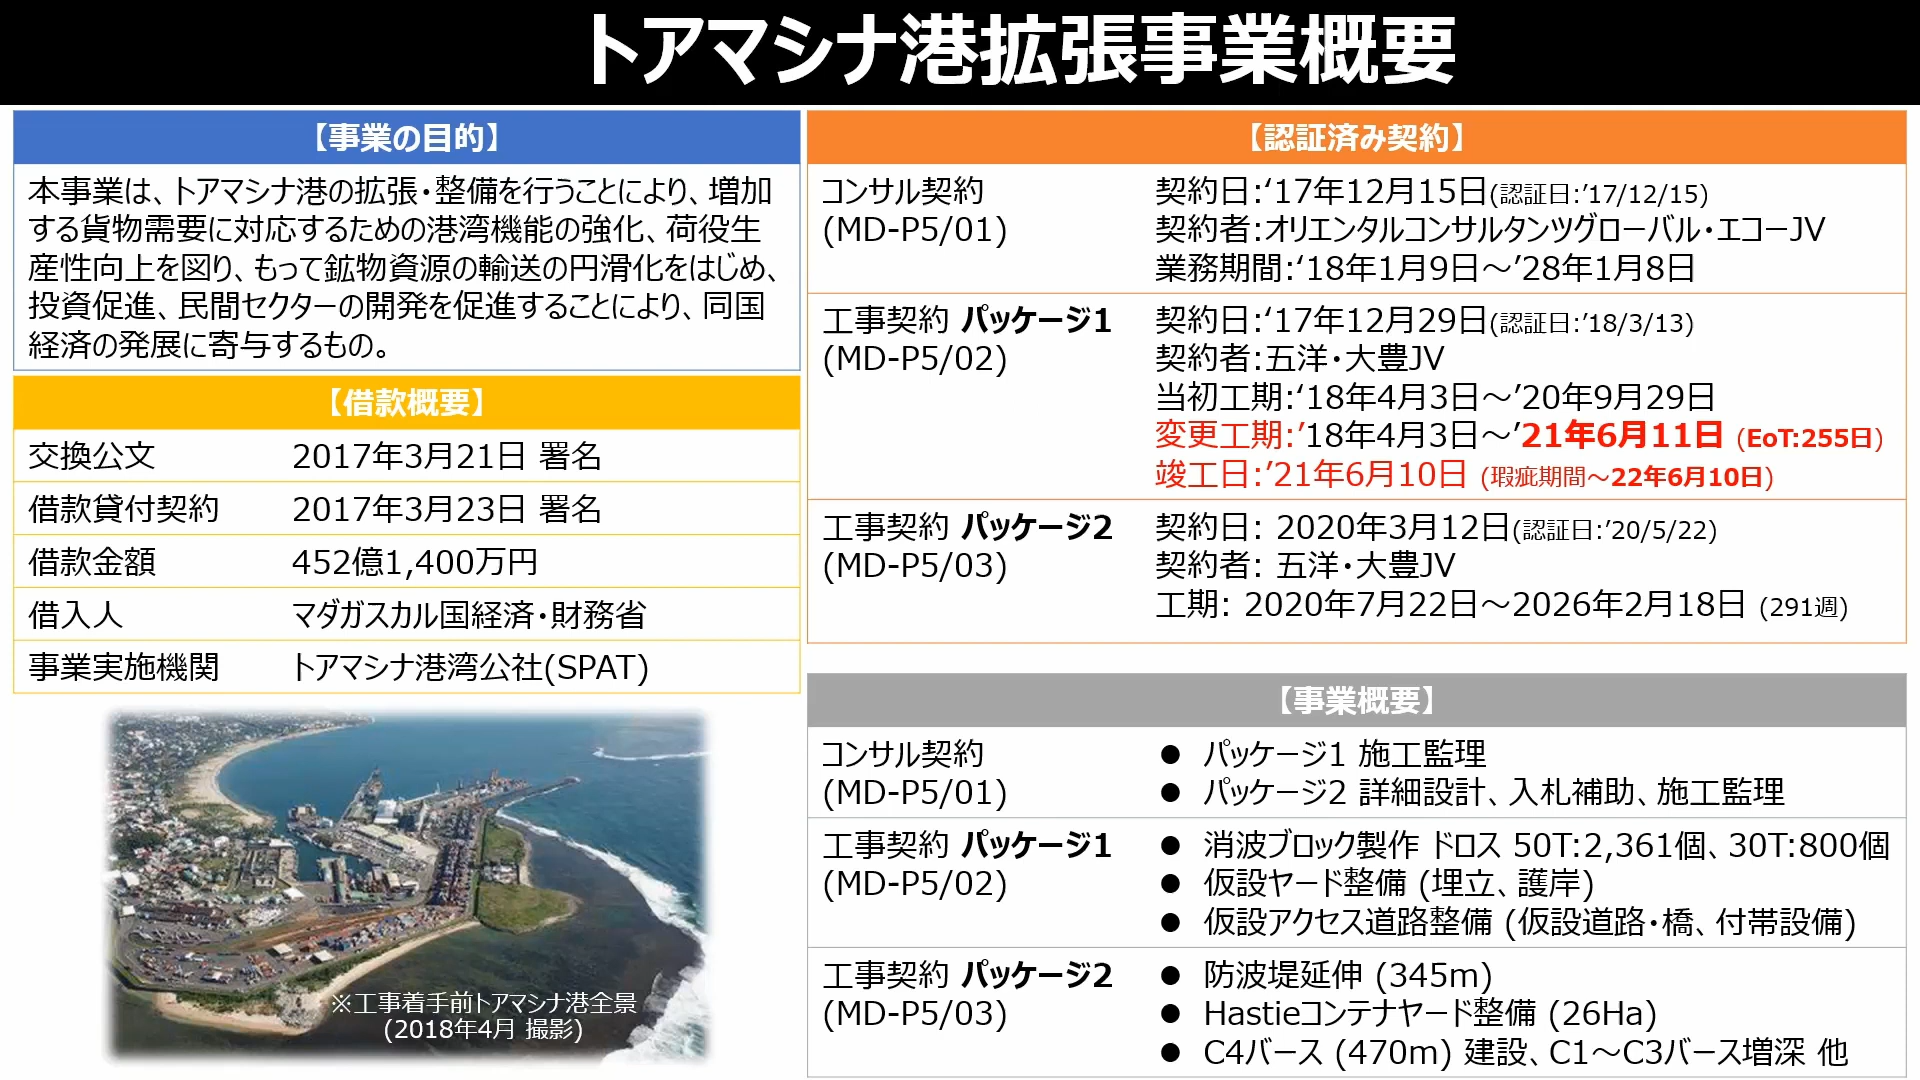 トアマシナ港拡張事業概要
【事業の目的】
本事業は、トアマシナ港の拡張・整備を行うことにより、増加
する貨物需要に対応するための港湾機能の強化、荷役生
産性向上を図り、もって鉱物資源の輸送の円滑化をはじめ、
投資促進、民間セクターの開発を促進することにより、同国
経済の発展に寄与するもの。
【借款概要】
交換公文 2017年3月21日 署名
借款貸付契約 2017年3月23日 署名
借款金額 452億1,400万円
借入人 マダガスカル国経済・財務省
事業実施機関 トアマシナ港湾公社(SPAT)
※工事着手前トアマシナ港全景
(2018年4月 撮影)
【認証済み契約】
コンサル契約 契約日:‘17年12月15日(認証日:’17/12/15)
(MD-P5/01) 契約者:オリエンタルコンサルタンツグローバル・エコーJV
業務期間:‘18年1月9日～’28年1月8日
工事契約 パッケージ1 契約日:‘17年12月29日(認証日:’18/3/13)
(MD-P5/02) 契約者:五洋・大豊JV
当初工期:‘18年4月3日～’20年9月29日
変更工期:’18年4月3日～’21年6月11日 (EoT:255日)
竣工日:’21年6月10日 (瑕疵期間～22年6月10日)
工事契約 パッケージ2 契約日: 2020年3月12日(認証日:’20/5/22)
(MD-P5/03) 契約者: 五洋・大豊JV
工期: 2020年7月22日～2026年2月18日 (291週)
【事業概要】
コンサル契約 ● パッケージ1 施工監理
(MD-P5/01) ● パッケージ2 詳細設計、入札補助、施工監理
工事契約 パッケージ1 ● 消波ブロック製作 ドロス 50T:2,361個、30T:800個
(MD-P5/02) ● 仮設ヤード整備 (埋立、護岸)
● 仮設アクセス道路整備 (仮設道路・橋、付帯設備)
工事契約 パッケージ2 ● 防波堤延伸 (345m)
(MD-P5/03) ● Hastieコンテナヤード整備 (26Ha)
● C4バース (470m) 建設、C1～C3バース増深 他